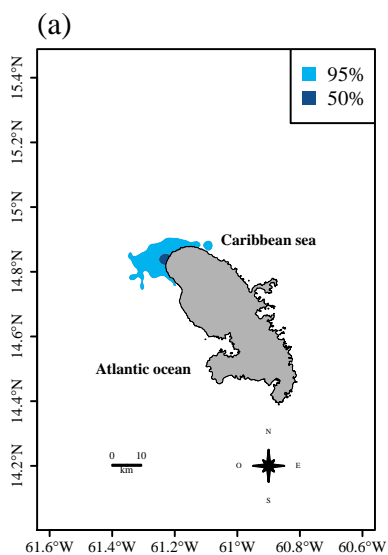 (a)
95%
50%
15.4°N
15.2°N
15°N
14.8°N
14.6°N
14.4°N
14.2°N
Caribbean sea
Atlantic ocean
0 10
km
N
O E
S
61.6°W 61.4°W 61.2°W 61°W 60.8°W 60.6°W